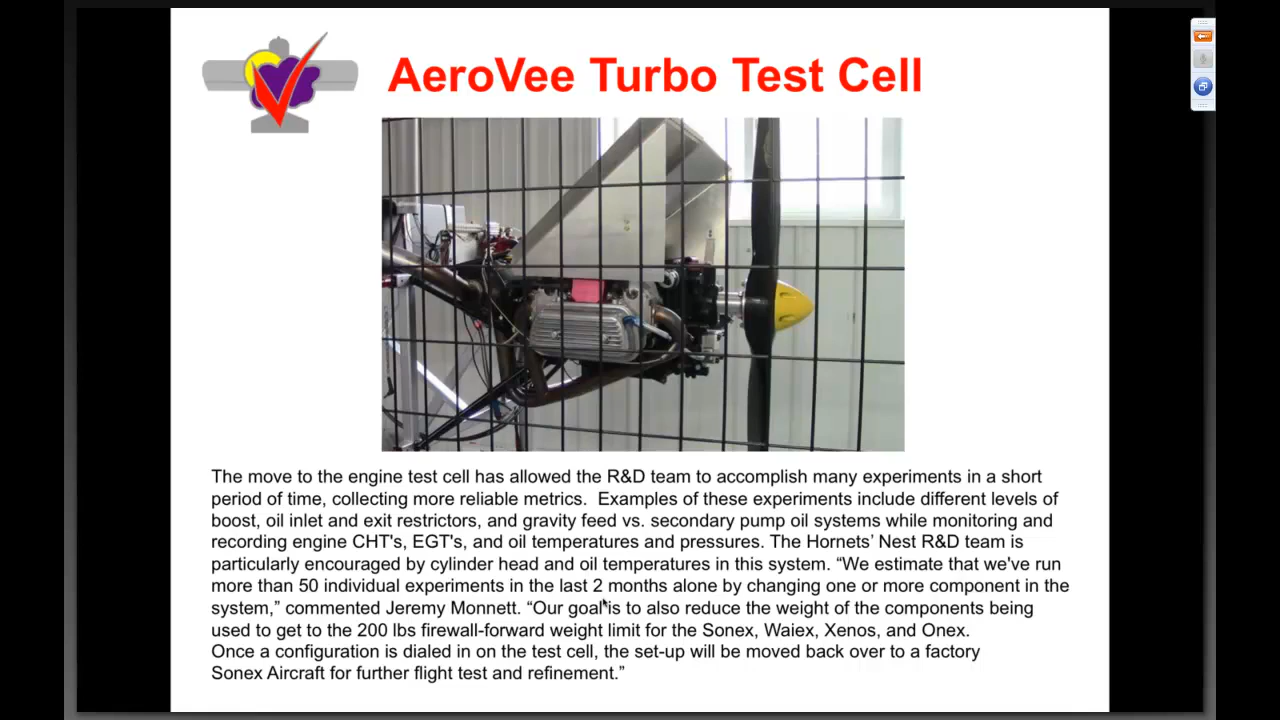 AeroVee Turbo Test Cell
The move to the engine test cell has allowed the R&D team to accomplish many experiments in a short
period of time, collecting more reliable metrics.  Examples of these experiments include different levels of
boost, oil inlet and exit restrictors, and gravity feed vs. secondary pump oil systems while monitoring and
recording engine CHT's, EGT's, and oil temperatures and pressures. The Hornets’ Nest R&D team is
particularly encouraged by cylinder head and oil temperatures in this system. “We estimate that we've run
more than 50 individual experiments in the last 2 months alone by changing one or more component in the
system,” commented Jeremy Monnett. “Our goal is to also reduce the weight of the components being
used to get to the 200 lbs firewall-forward weight limit for the Sonex, Waiex, Xenos, and Onex.
Once a configuration is dialed in on the test cell, the set-up will be moved back over to a factory
Sonex Aircraft for further flight test and refinement.”